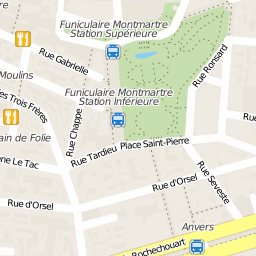 Funiculaire Montmartre
Station Supérieure
Rue Gabrielle
Rue Ronsard
Moulins
Funiculaire Montmartre
Station Inférieure
es Trois Frères
Rue Chappe
ain de Folie
Rue Tardieu
Place Saint-Pierre
ne Le Tac
Rue Seveste
Rue d'Orsel
Rue d'Orsel
Anvers
Rochechouart